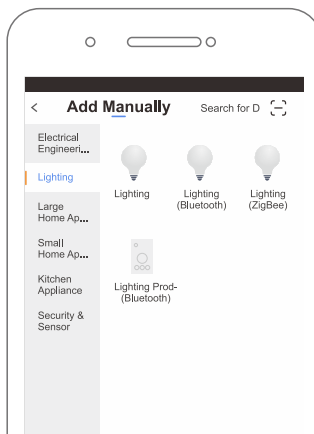 < Add Manually Search for D
Electrical
Engineeri...
Lighting
Large
Home Ap...
Small
Home Ap...
Kitchen
Appliance
Security &
Sensor
Lighting
Lighting
(Bluetooth)
Lighting
(ZigBee)
Lighting Prod-
(Bluetooth)